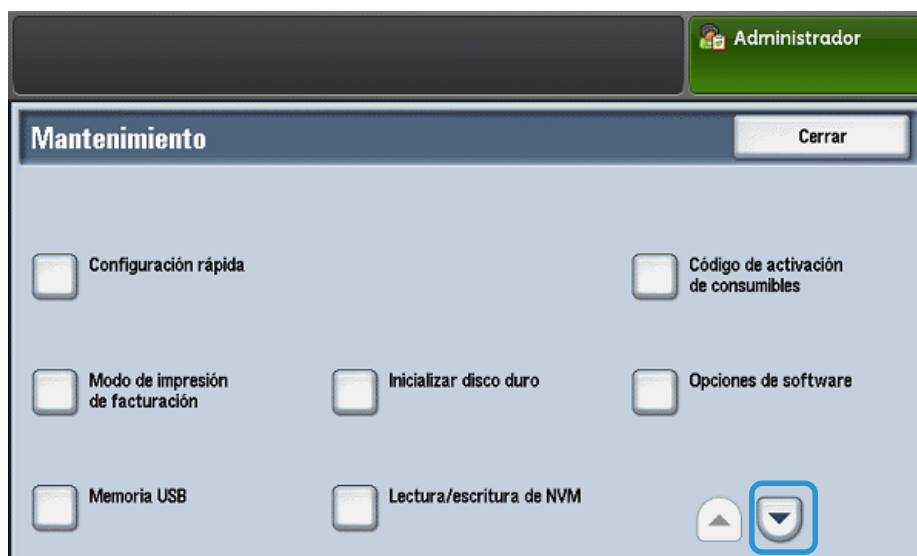 Administrador
Mantenimiento
Cerrar
Configuración rápida
Código de activación
de consumibles
Modo de impresión
de facturación
Inicializar disco duro
Opciones de software
Memoria USB
Lectura/escritura de NVM